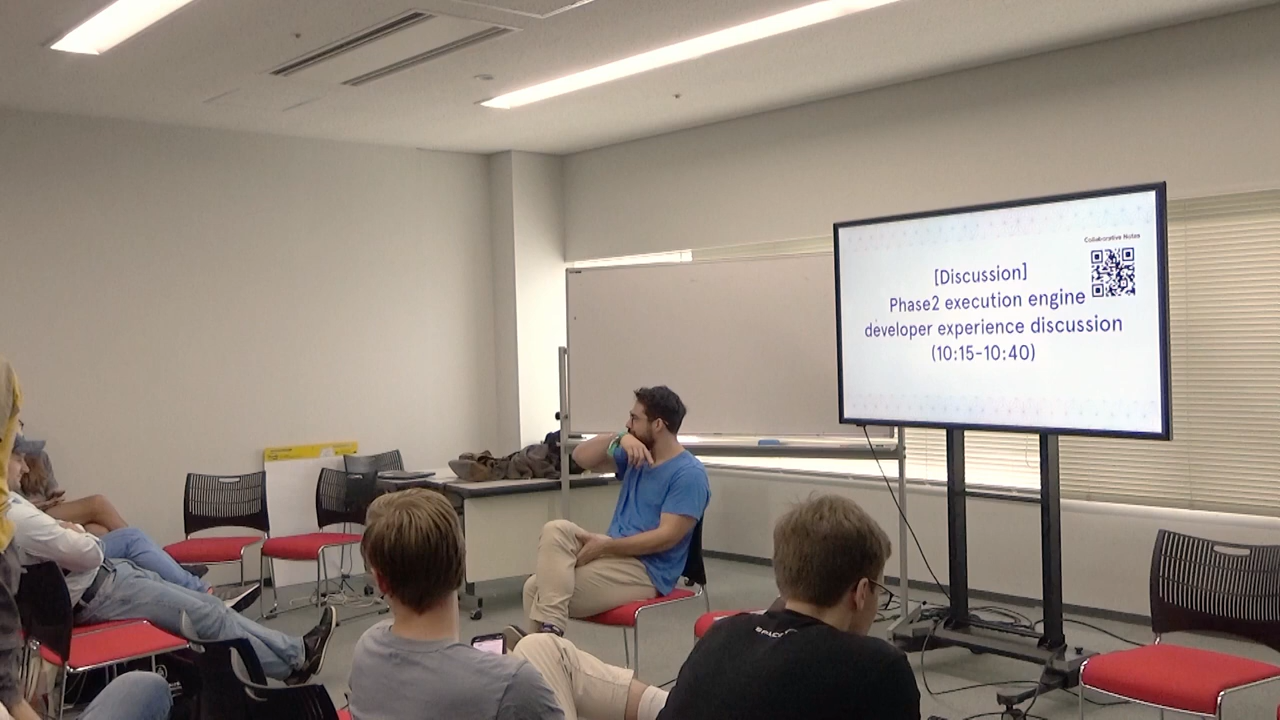 Collaborative Notes
[Discussion]
Phase2 execution engine
developer experience discussion
(10:15-10:40)